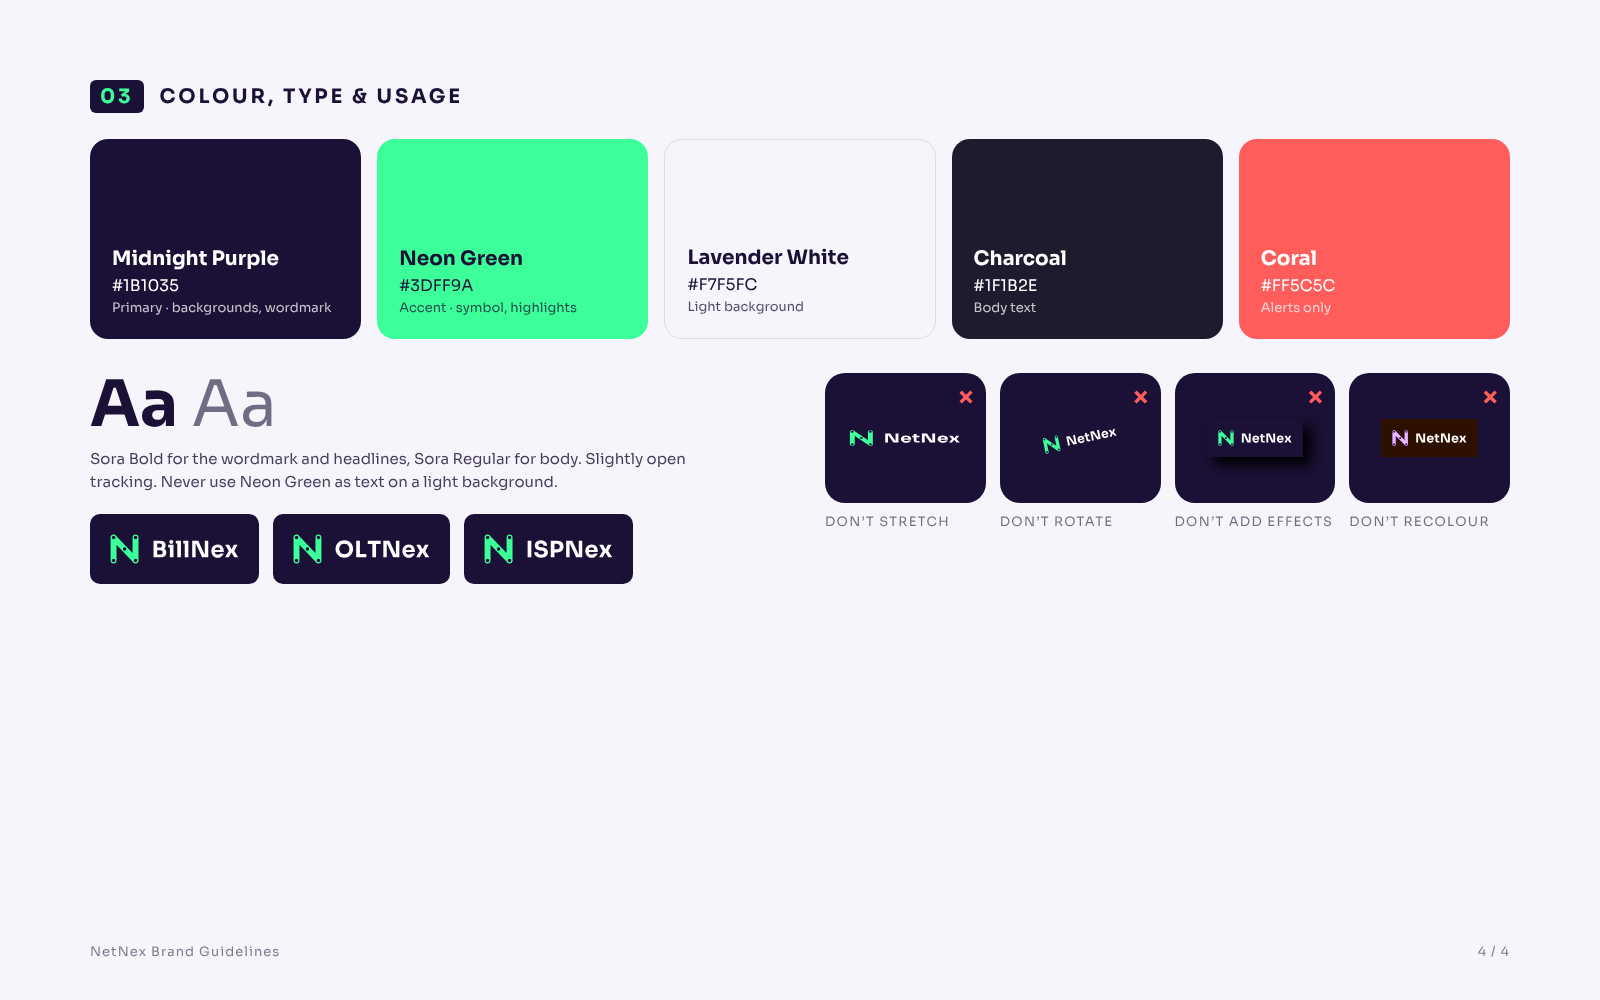 03 COLOUR, TYPE & USAGE
Midnight Purple
#1B1035
Primary · backgrounds, wordmark
Neon Green
#3DFF9A
Accent · symbol, highlights
Lavender White
#F7F5FC
Light background
Charcoal
#1F1B2E
Body text
Coral
#FF5C5C
Alerts only
Aa Aa
Sora Bold for the wordmark and headlines, Sora Regular for body. Slightly open
tracking. Never use Neon Green as text on a light background.
BillNex
OLTNex
ISPNex
NetNex
DON’T STRETCH
NetNex
DON’T ROTATE
NetNex
DON’T ADD EFFECTS
NetNex
DON’T RECOLOUR
NetNex Brand Guidelines
4 / 4